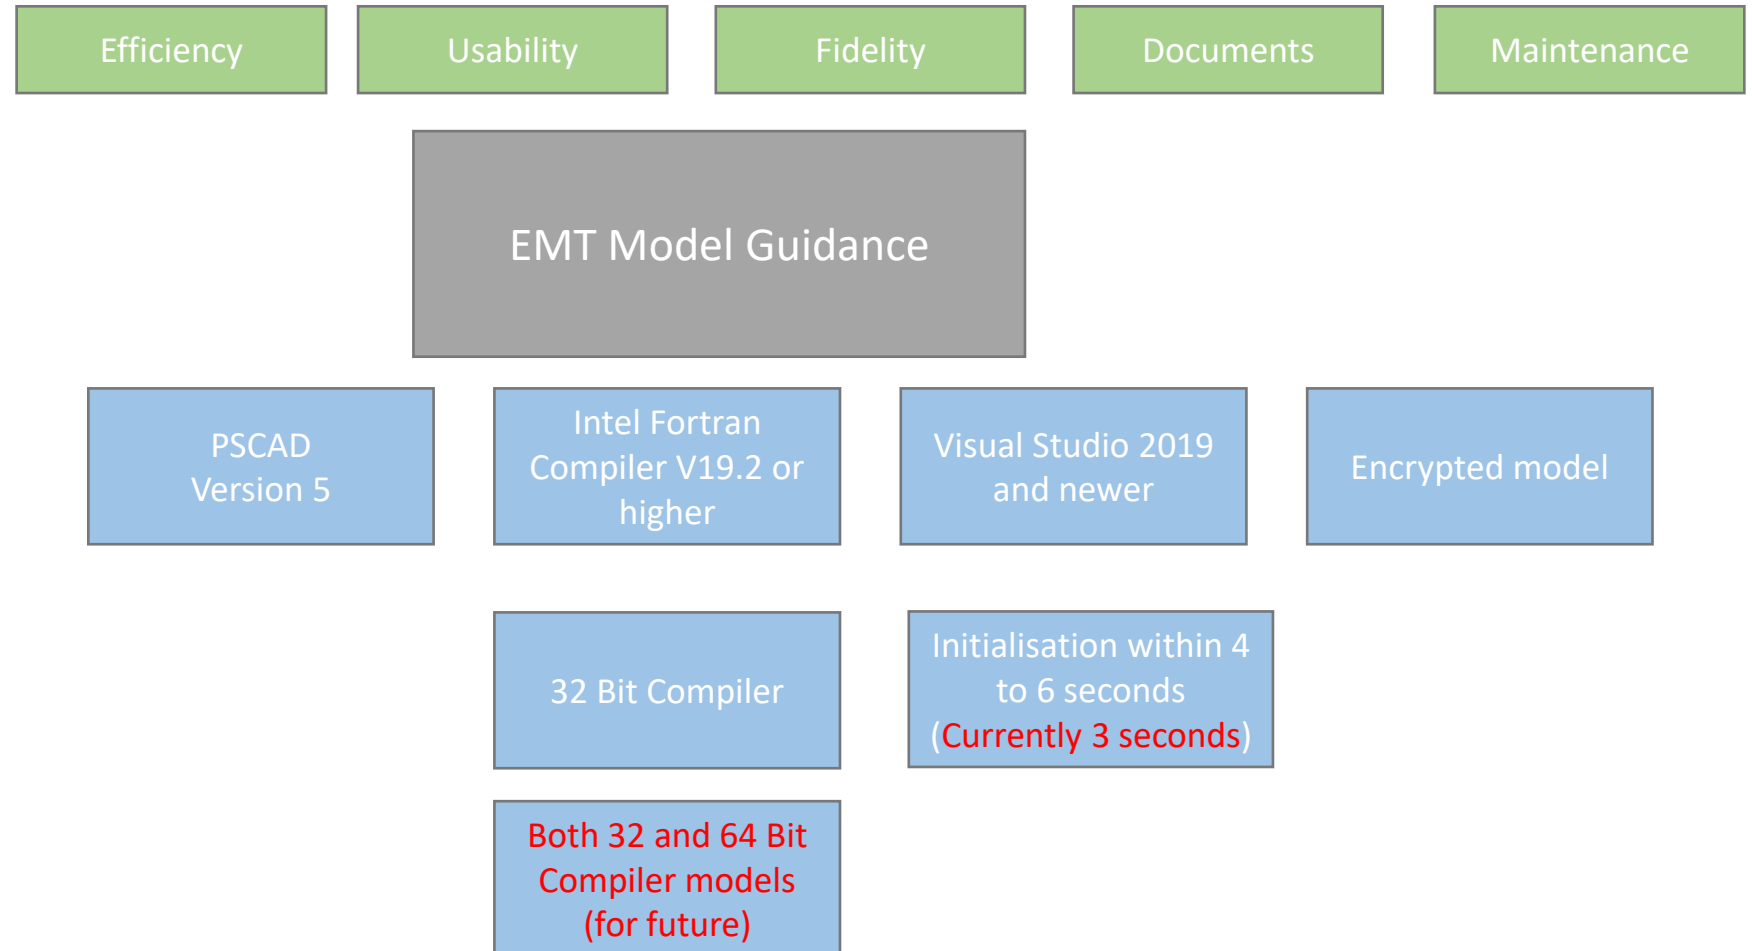 Efficiency
Usability
Fidelity
Documents
Maintenance
EMT Model Guidance
PSCAD
Version 5
Intel Fortran
Compiler V19.2 or
higher
Visual Studio 2019
and newer
Encrypted model
32 Bit Compiler
Initialisation within 4
to 6 seconds
(Currently 3 seconds)
Both 32 and 64 Bit
Compiler models
(for future)